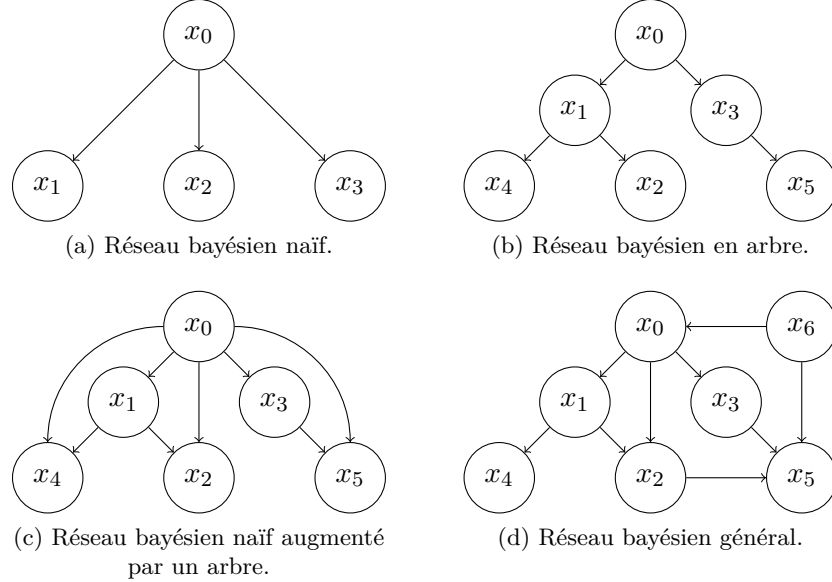 x0
x0
x1
x3
x1
x2
x3
x4
x2
x5
(a) Réseau bayésien naïf.
(b) Réseau bayésien en arbre.
x0
x0
x6
x1
x3
x1
x3
x4
x2
x5
x4
x2
x5
(c) Réseau bayésien naïf augmenté
par un arbre.
(d) Réseau bayésien général.